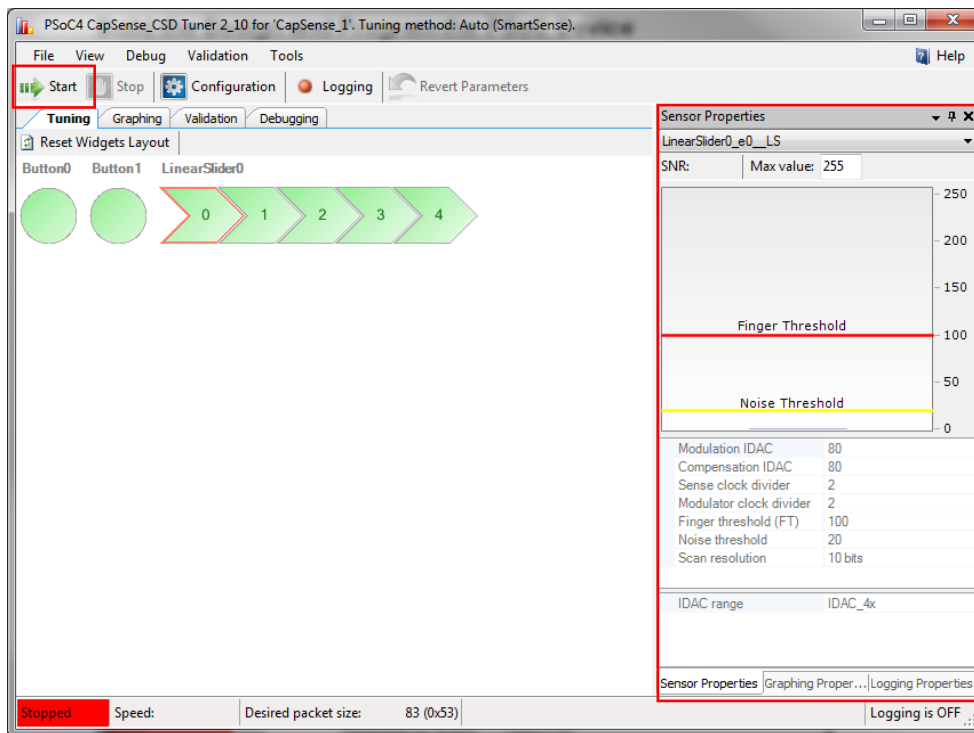 PSoC4 CapSense_CSD Tuner 2_10 for 'CapSense_1'. Tuning method: Auto (SmartSense).
File View Debug Validation Tools Help
Start Stop Configuration Logging Revert Parameters
Tuning Graphing Validation Debugging
Reset Widgets Layout
Button0 Button1 LinearSlider0
0 1 2 3 4
Sensor Properties
LinearSlider0_e0__LS
SNR: Max value: 255
250
200
150
Finger Threshold
100
50
Noise Threshold
0
Modulation IDAC 80
Compensation IDAC 80
Sense clock divider 2
Modulator clock divider 2
Finger threshold (FT) 100
Noise threshold 20
Scan resolution 10 bits
IDAC range IDAC_4x
Sensor Properties Graphing Proper... Logging Properties
Stopped Speed: Desired packet size: 83 (0x53) Logging is OFF